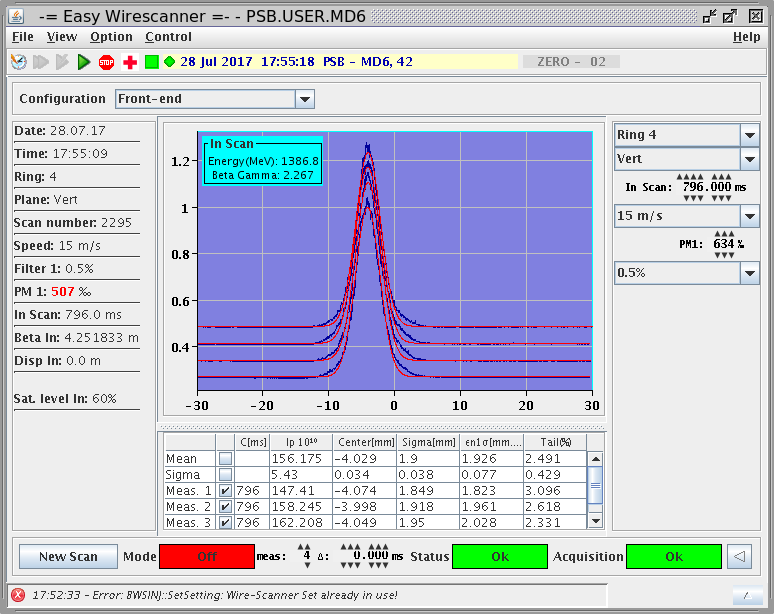 -= Easy Wirescanner =- - PSB.USER.MD6
File View Option Control Help
STOP 28 Jul 2017 17:55:18 PSB - MD6, 42 ZERO - 02
Configuration Front-end
Date: 28.07.17
Time: 17:55:09
Ring: 4
Plane: Vert
Scan number: 2295
Speed: 15 m/s
Filter 1: 0.5%
PM 1: 507 ‰
In Scan: 796.0 ms
Beta In: 4.251833 m
Disp In: 0.0 m
Sat. level In: 60%
In Scan
Energy(MeV): 1386.8
Beta Gamma: 2.267
1.2
1
0.8
0.6
0.4
-30 -20 -10 0 10 20 30
Ring 4
Vert
In Scan: 796.000 ms
15 m/s
PM1: 634 ‰
0.5%
C[ms] Ip 10¹⁰ Center[mm] Sigma[mm] εn1σ[mm.... Tail(%)
Mean 156.175 -4.029 1.9 1.926 2.491
Sigma 5.43 0.034 0.038 0.077 0.429
Meas. 1 796 147.41 -4.074 1.849 1.823 3.096
Meas. 2 796 158.245 -3.998 1.918 1.961 2.618
Meas. 3 796 162.208 -4.049 1.95 2.028 2.331
New Scan Mode Off meas: 4 Δ: 0.000 ms Status Ok Acquisition Ok
17:52:33 - Error: BWSINJ::SetSetting: Wire-Scanner Set already in use!